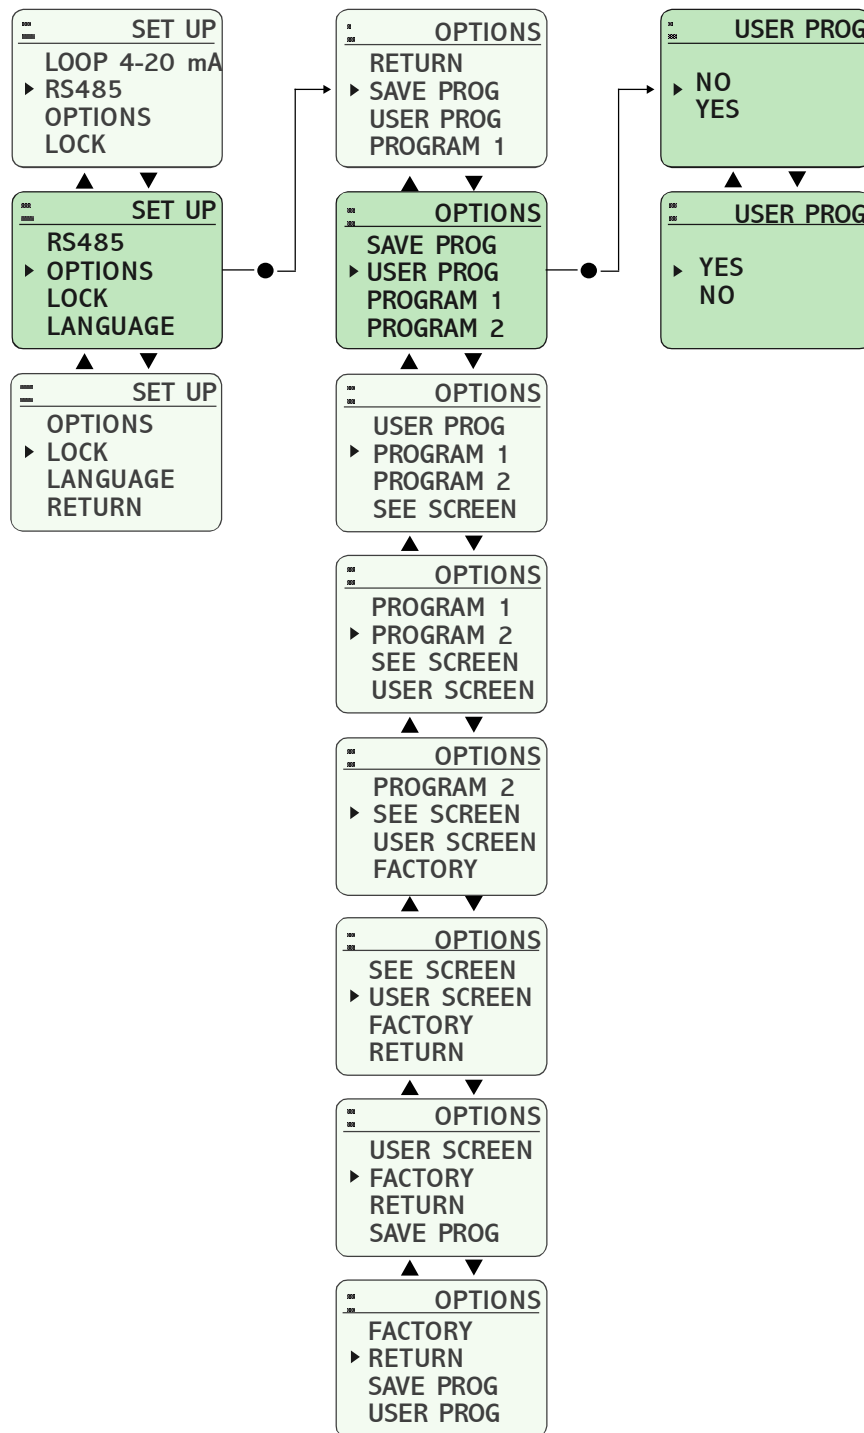 SET UP
LOOP 4-20 mA
RS485
OPTIONS
LOCK
SET UP
RS485
OPTIONS
LOCK
LANGUAGE
SET UP
OPTIONS
LOCK
LANGUAGE
RETURN
OPTIONS
RETURN
SAVE PROG
USER PROG
PROGRAM 1
OPTIONS
SAVE PROG
USER PROG
PROGRAM 1
PROGRAM 2
OPTIONS
USER PROG
PROGRAM 1
PROGRAM 2
SEE SCREEN
OPTIONS
PROGRAM 1
PROGRAM 2
SEE SCREEN
USER SCREEN
OPTIONS
PROGRAM 2
SEE SCREEN
USER SCREEN
FACTORY
OPTIONS
SEE SCREEN
USER SCREEN
FACTORY
RETURN
OPTIONS
USER SCREEN
FACTORY
RETURN
SAVE PROG
OPTIONS
FACTORY
RETURN
SAVE PROG
USER PROG
USER PROG
NO
YES
USER PROG
YES
NO